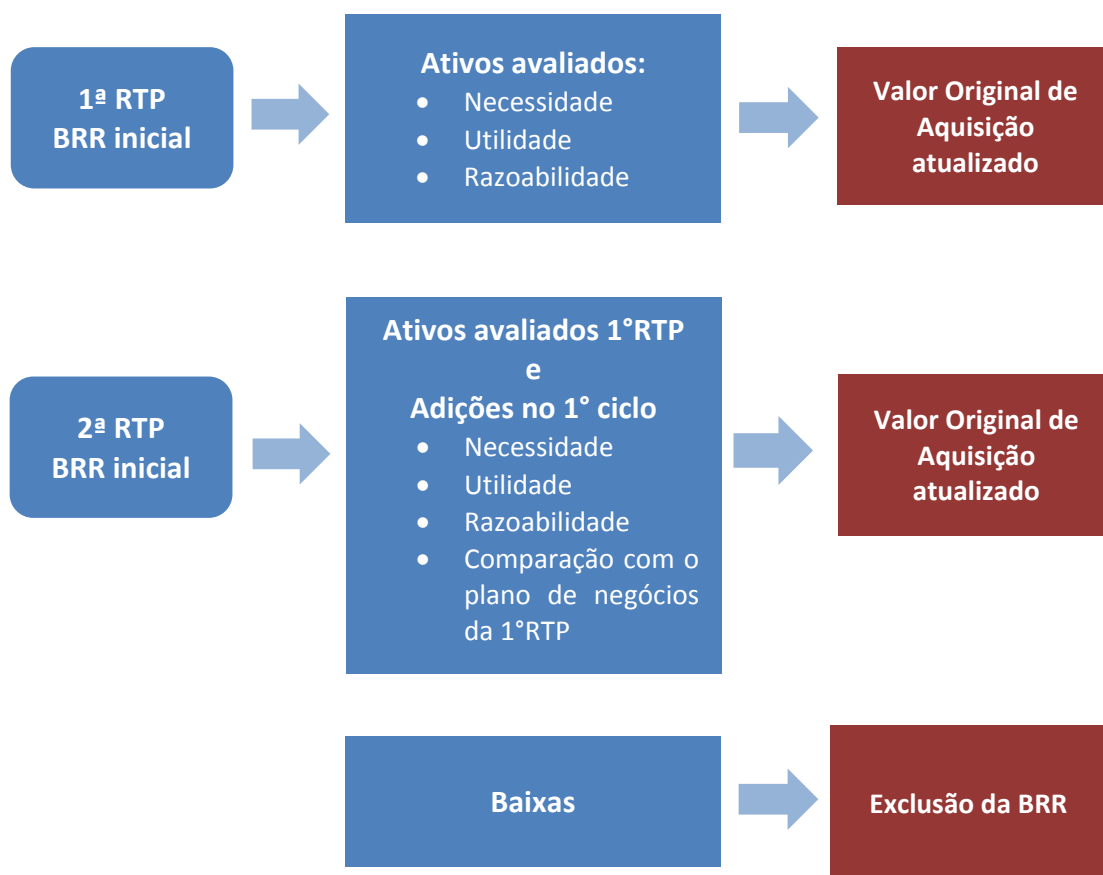 1ª RTP
BRR inicial
Ativos avaliados:
• Necessidade
• Utilidade
• Razoabilidade
Valor Original de
Aquisição
atualizado
2ª RTP
BRR inicial
Ativos avaliados 1°RTP
e
Adições no 1° ciclo
• Necessidade
• Utilidade
• Razoabilidade
• Comparação com o
plano de negócios
da 1°RTP
Valor Original de
Aquisição
atualizado
Baixas
Exclusão da BRR